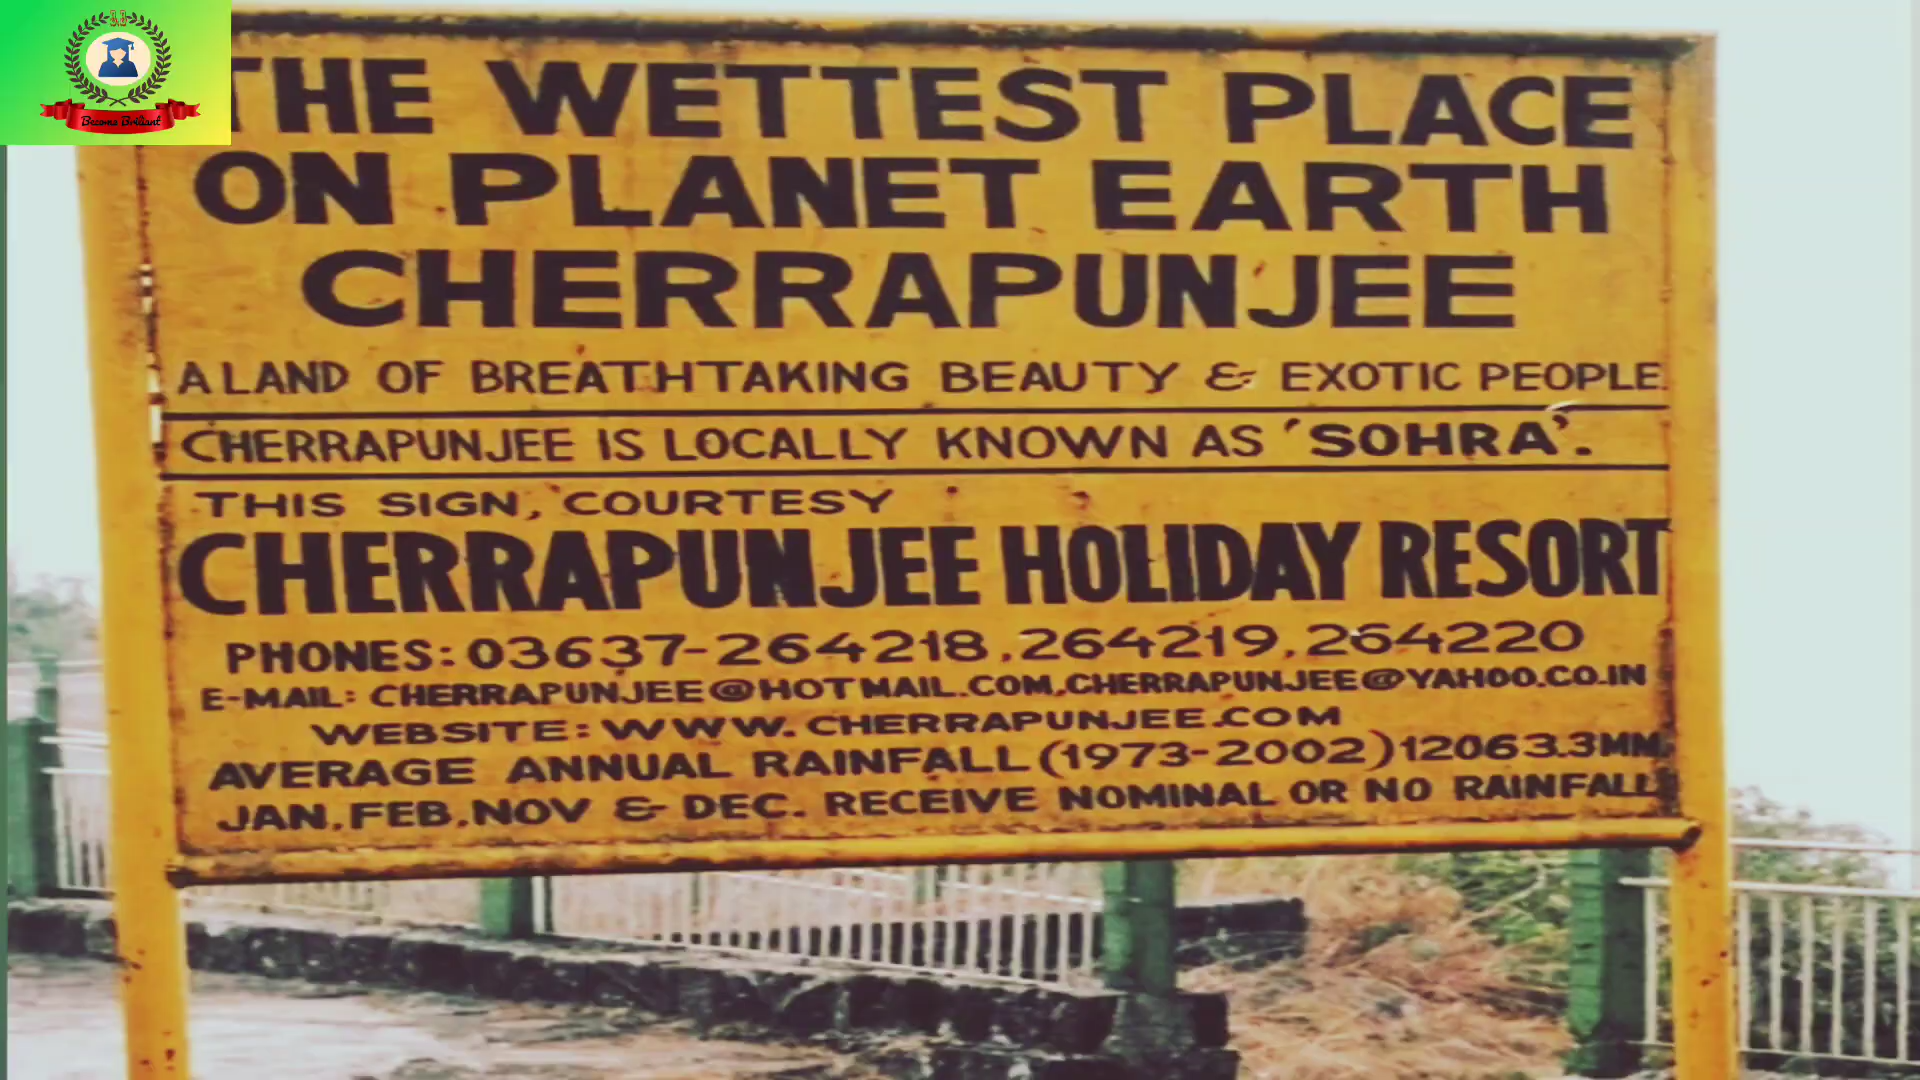 Become Briliant
THE WETTEST PLACE
ON PLANET EARTH
CHERRAPUNJEE
A LAND OF BREATHTAKING BEAUTY & EXOTIC PEOPLE.
CHERRAPUNJEE IS LOCALLY KNOWN AS 'SOHRA'.
THIS SIGN, COURTESY
CHERRAPUNJEE HOLIDAY RESORT
PHONES: 03637-264218, 264219, 264220
E-MAIL: CHERRAPUNJEE@HOTMAIL.COM, CHERRAPUNJEE@YAHOO.CO.IN
WEBSITE: WWW.CHERRAPUNJEE.COM
AVERAGE ANNUAL RAINFALL (1973-2002) 12063.3MM
JAN. FEB. NOV & DEC. RECEIVE NOMINAL OR NO RAINFALL